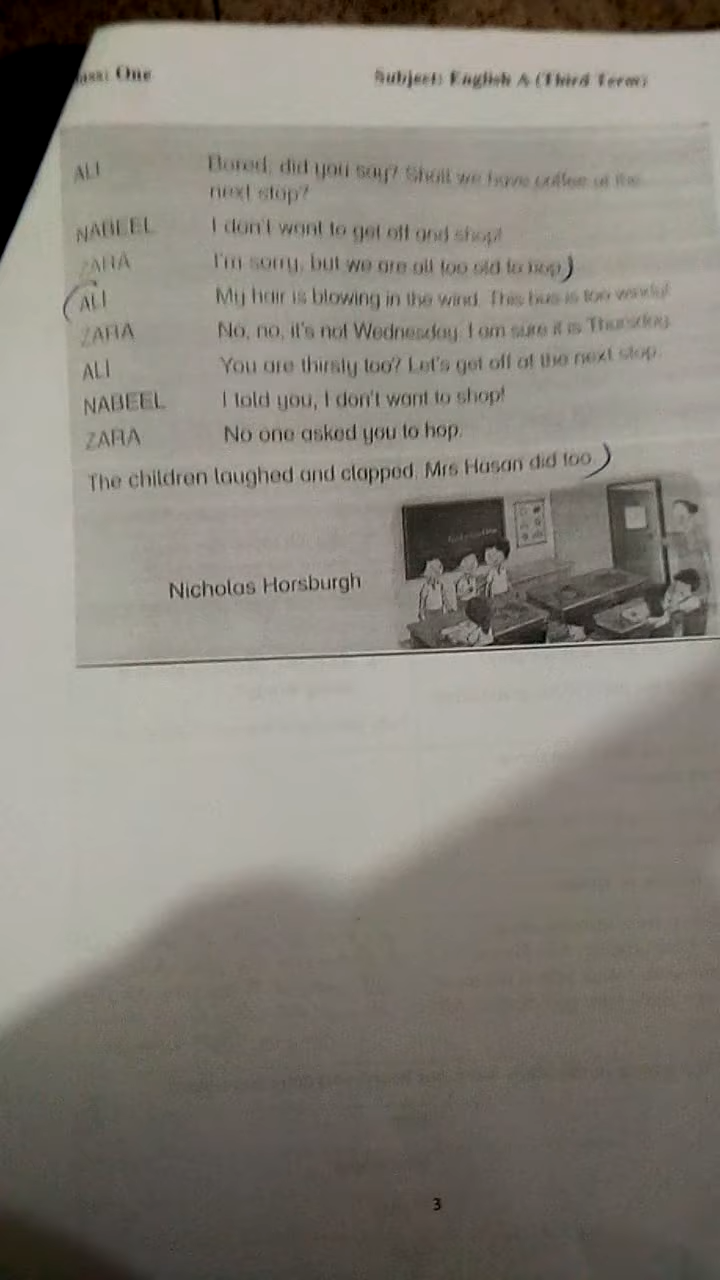 Class: One
Subject: English A (Third Term)
ALI Bored, did you say? Shall we have coffee at the
next stop?
NABEEL I don't want to get off and shop!
ZARA I'm sorry, but we are all too old to hop.
ALI My hair is blowing in the wind. This bus is too windy!
ZARA No, no, it's not Wednesday. I am sure it is Thursday.
ALI You are thirsty too? Let's get off at the next stop.
NABEEL I told you, I don't want to shop!
ZARA No one asked you to hop.
The children laughed and clapped. Mrs Hasan did too.
Nicholas Horsburgh
3